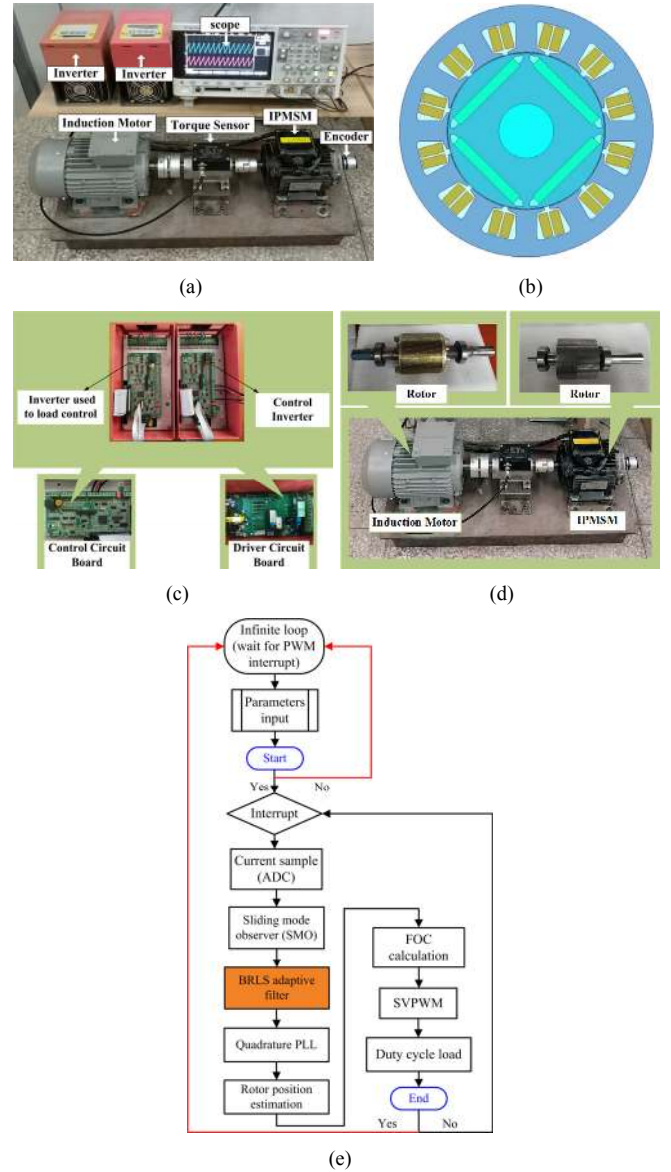 scope
Inverter
Inverter
Induction Motor
Torque Sensor
IPMSM
Encoder
(a)
(b)
Inverter used
to load control
Control
Inverter
Control Circuit
Board
Driver Circuit
Board
(c)
Rotor
Rotor
Induction Motor
IPMSM
(d)
Infinite loop
(wait for PWM
interrupt)
Parameters
input
Start
Yes
No
Interrupt
Current sample
(ADC)
Sliding mode
observer (SMO)
BRLS adaptive
filter
Quadrature PLL
Rotor position
estimation
FOC
calculation
SVPWM
Duty cycle load
End
Yes
No
(e)